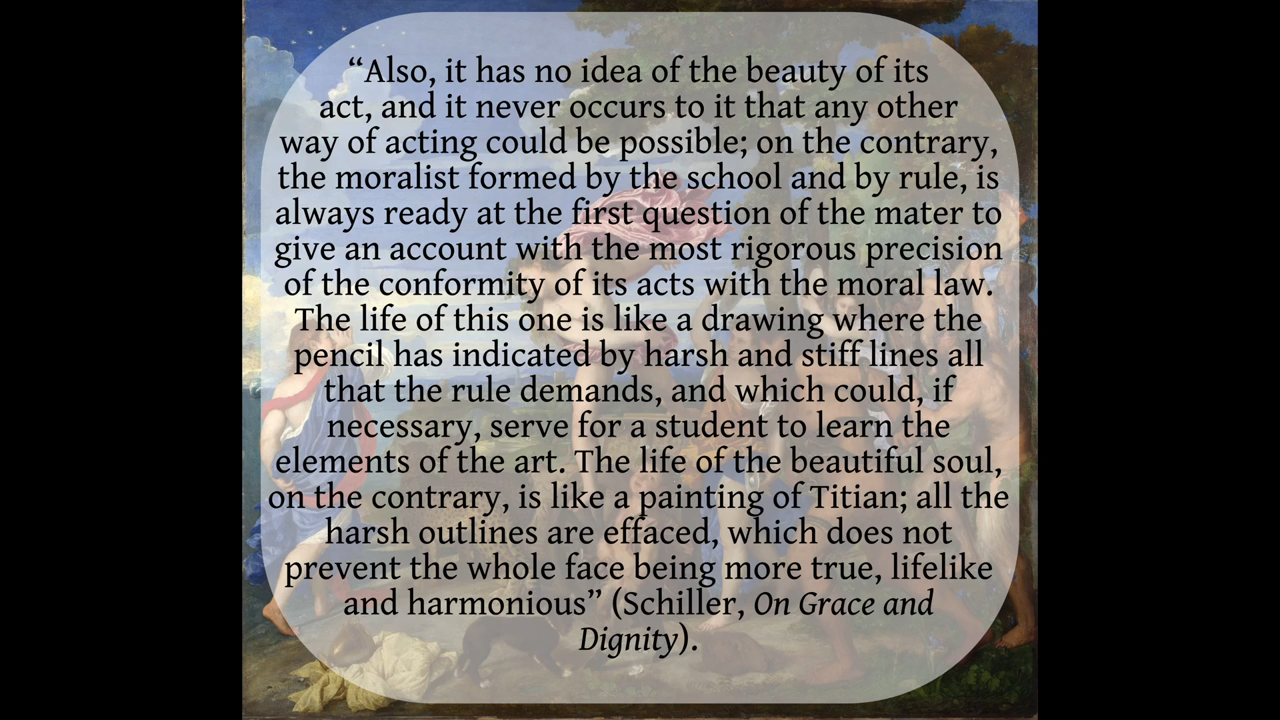 “Also, it has no idea of the beauty of its
act, and it never occurs to it that any other
way of acting could be possible; on the contrary,
the moralist formed by the school and by rule, is
always ready at the first question of the mater to
give an account with the most rigorous precision
of the conformity of its acts with the moral law.
The life of this one is like a drawing where the
pencil has indicated by harsh and stiff lines all
that the rule demands, and which could, if
necessary, serve for a student to learn the
elements of the art. The life of the beautiful soul,
on the contrary, is like a painting of Titian; all the
harsh outlines are effaced, which does not
prevent the whole face being more true, lifelike
and harmonious” (Schiller, On Grace and
Dignity).